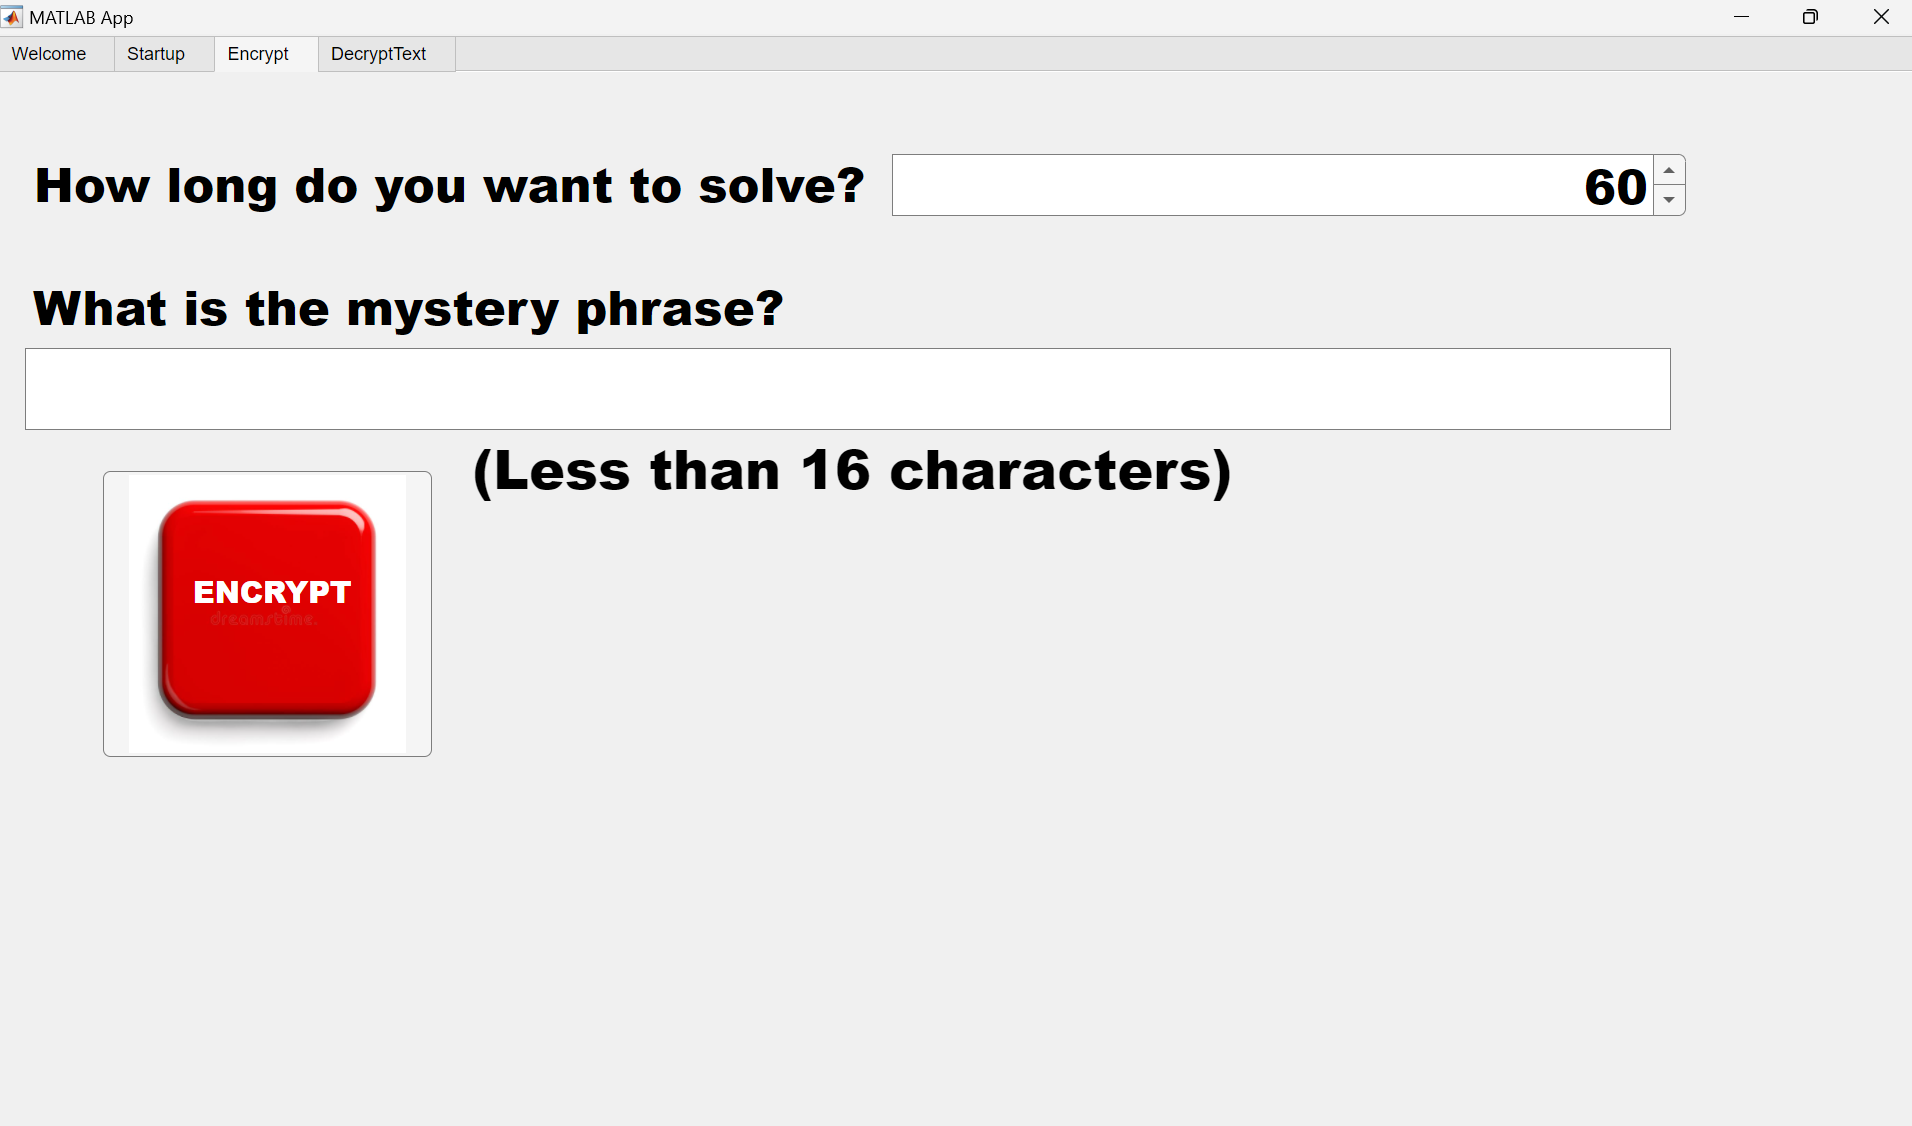 MATLAB App
Welcome Startup Encrypt DecryptText
How long do you want to solve? 60
What is the mystery phrase?
(Less than 16 characters)
ENCRYPT
dreamstime.